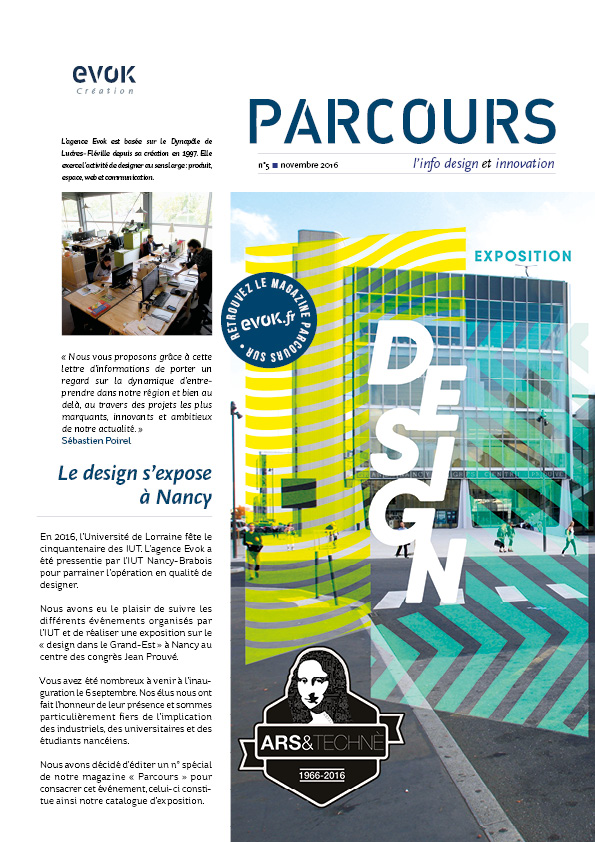 evok
Création
PARCOURS
n°5 ■ novembre 2016
l'info design et innovation
L'agence Evok est basée sur le Dynapôle de
Ludres-Fléville depuis sa création en 1997. Elle
exerce l'activité de designer au sens large : produit,
espace, web et communication.
« Nous vous proposons grâce à cette
lettre d'informations de porter un
regard sur la dynamique d'entre-
prendre dans notre région et bien au
delà, au travers des projets les plus
marquants, innovants et ambitieux
de notre actualité. »
Sébastien Poirel
Le design s'expose
à Nancy
En 2016, l'Université de Lorraine fête le
cinquantenaire des IUT. L'agence Evok a
été pressentie par l'IUT Nancy-Brabois
pour parrainer l'opération en qualité de
designer.
Nous avons eu le plaisir de suivre les
différents évènements organisés par
l'IUT et de réaliser une exposition sur le
« design dans le Grand-Est » à Nancy au
centre des congrès Jean Prouvé.
Vous avez été nombreux à venir à l'inau-
guration le 6 septembre. Nos élus nous ont
fait l'honneur de leur présence et sommes
particulièrement fiers de l'implication
des industriels, des universitaires et des
étudiants nancéiens.
Nous avons décidé d'éditer un n° spécial
de notre magazine « Parcours » pour
consacrer cet événement, celui-ci consti-
tue ainsi notre catalogue d'exposition.
EXPOSITION
• RETROUVEZ LE MAGAZINE PARCOURS SUR
evok.fr
DESIGN
ARS&TECHNÈ
1966-2016